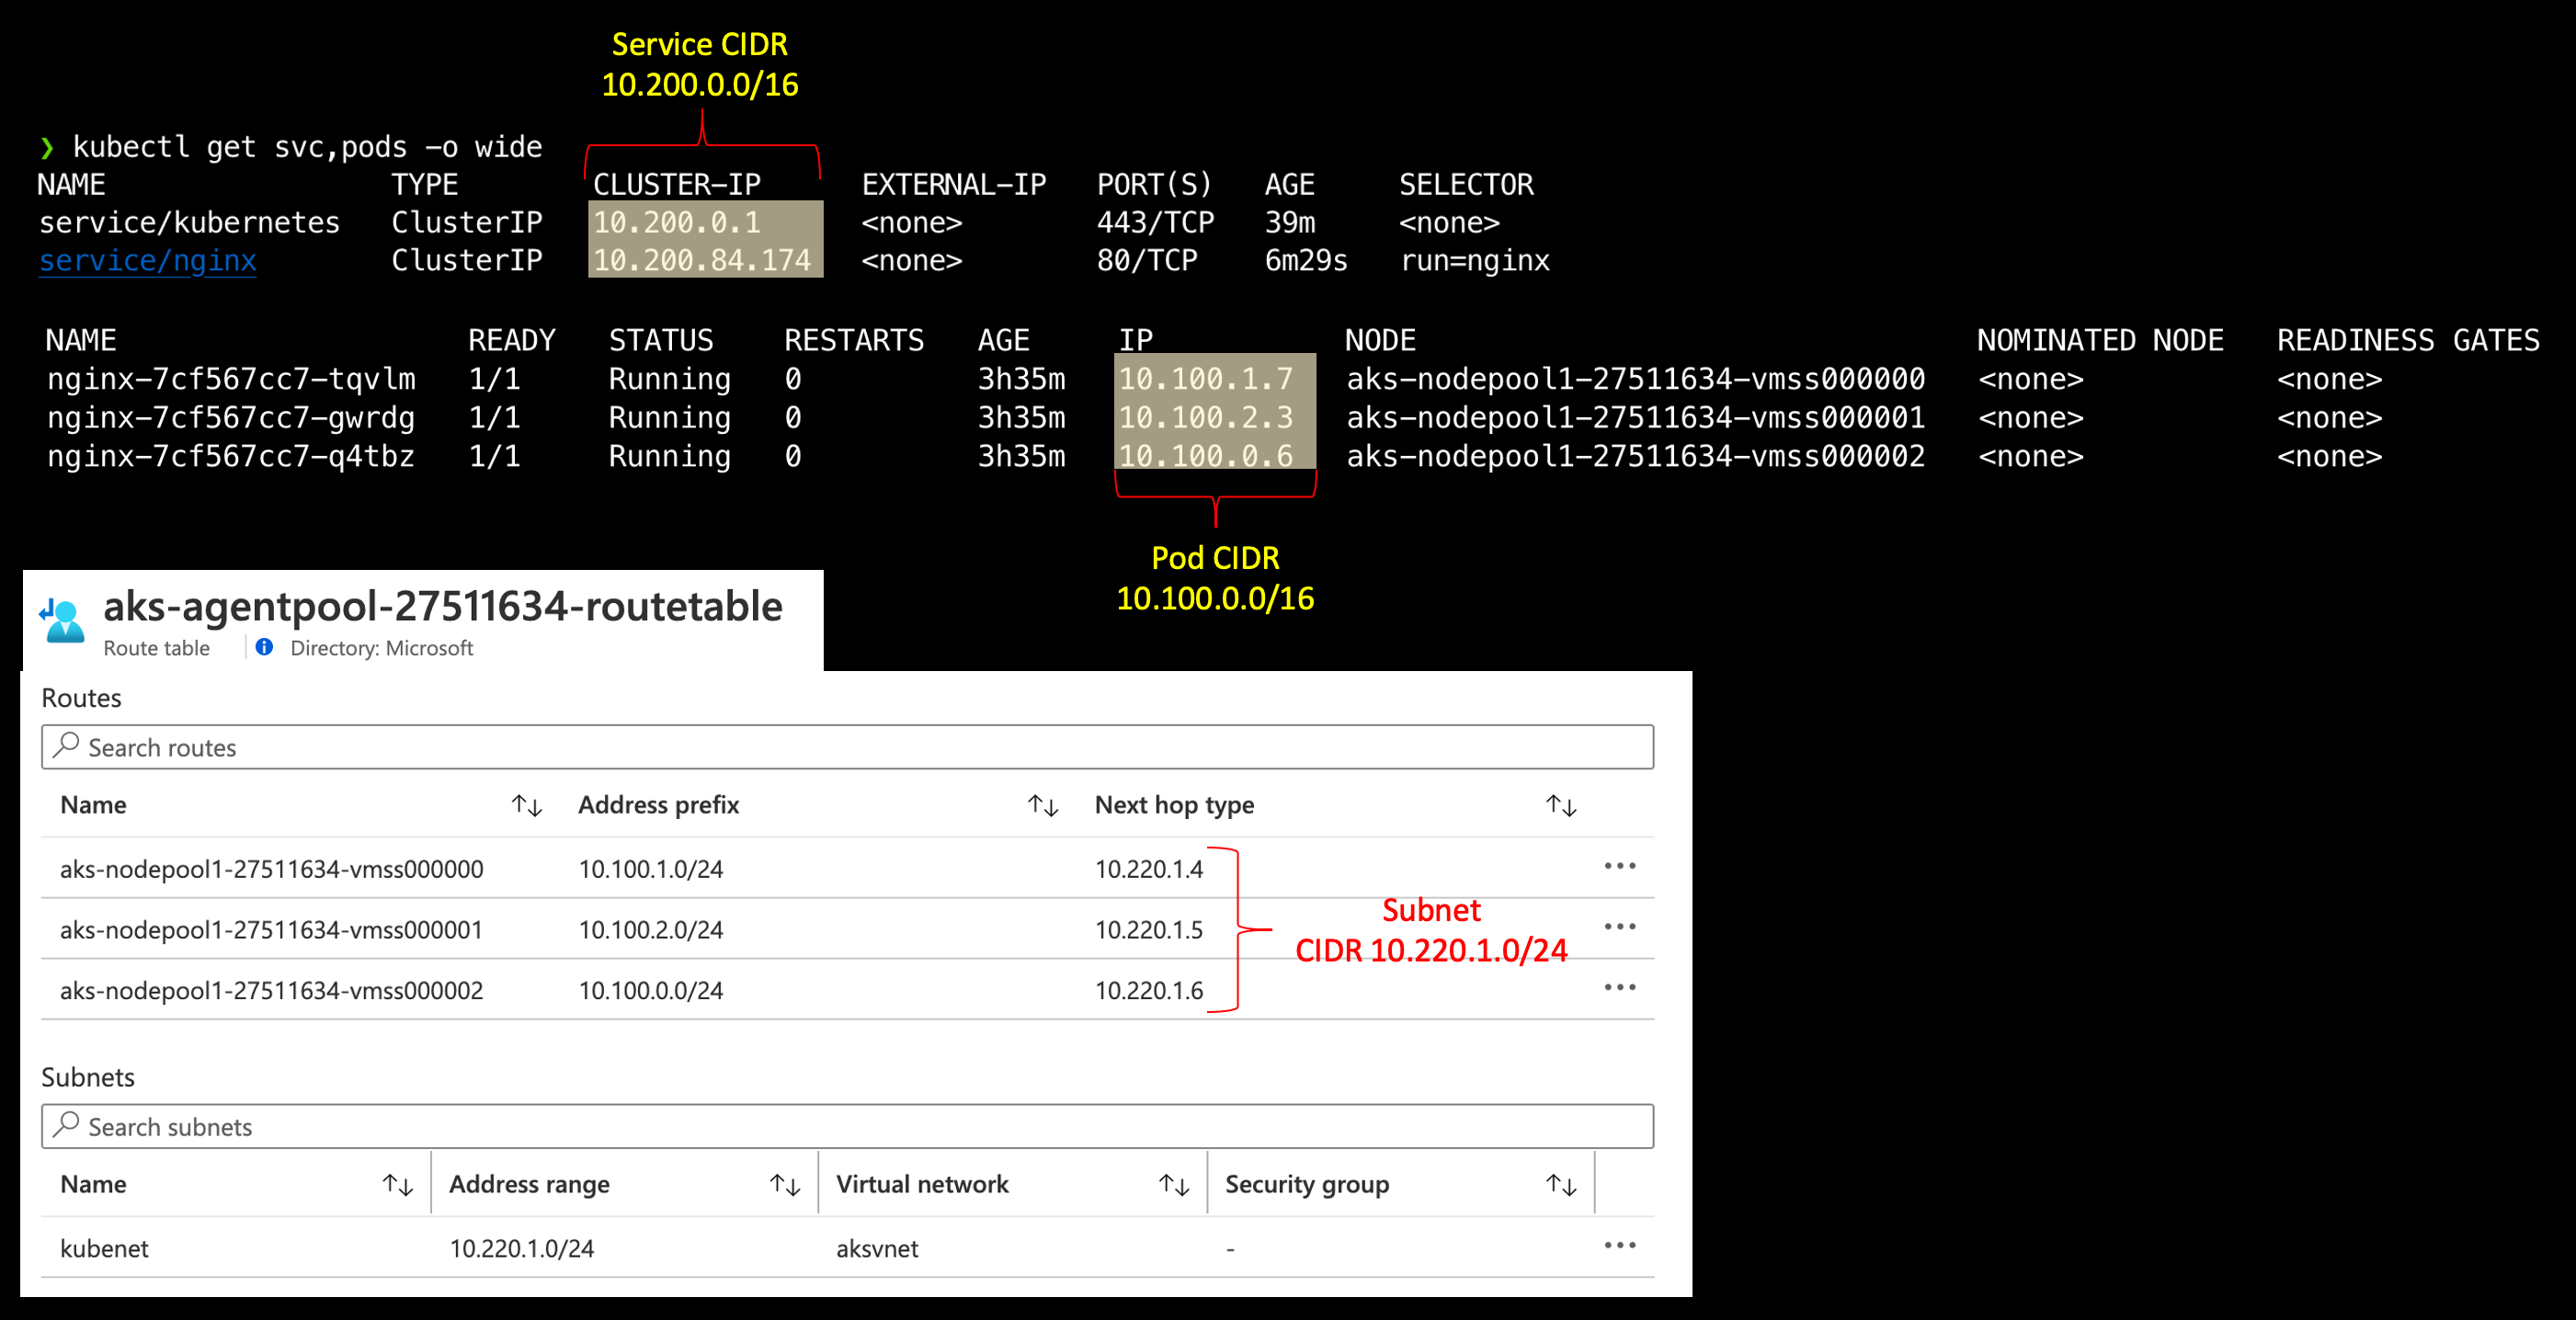 Service CIDR
10.200.0.0/16
❯ kubectl get svc,pods -o wide
NAME TYPE CLUSTER-IP EXTERNAL-IP PORT(S) AGE SELECTOR
service/kubernetes ClusterIP 10.200.0.1 <none> 443/TCP 39m <none>
service/nginx ClusterIP 10.200.84.174 <none> 80/TCP 6m29s run=nginx
NAME READY STATUS RESTARTS AGE IP NODE NOMINATED NODE READINESS GATES
nginx-7cf567cc7-tqvlm 1/1 Running 0 3h35m 10.100.1.7 aks-nodepool1-27511634-vmss000000 <none> <none>
nginx-7cf567cc7-gwrdg 1/1 Running 0 3h35m 10.100.2.3 aks-nodepool1-27511634-vmss000001 <none> <none>
nginx-7cf567cc7-q4tbz 1/1 Running 0 3h35m 10.100.0.6 aks-nodepool1-27511634-vmss000002 <none> <none>
Pod CIDR
10.100.0.0/16
aks-agentpool-27511634-routetable
Route table Directory: Microsoft
Routes
Search routes
Name Address prefix Next hop type
aks-nodepool1-27511634-vmss000000 10.100.1.0/24 10.220.1.4
aks-nodepool1-27511634-vmss000001 10.100.2.0/24 10.220.1.5
aks-nodepool1-27511634-vmss000002 10.100.0.0/24 10.220.1.6
Subnet
CIDR 10.220.1.0/24
Subnets
Search subnets
Name Address range Virtual network Security group
kubenet 10.220.1.0/24 aksvnet -